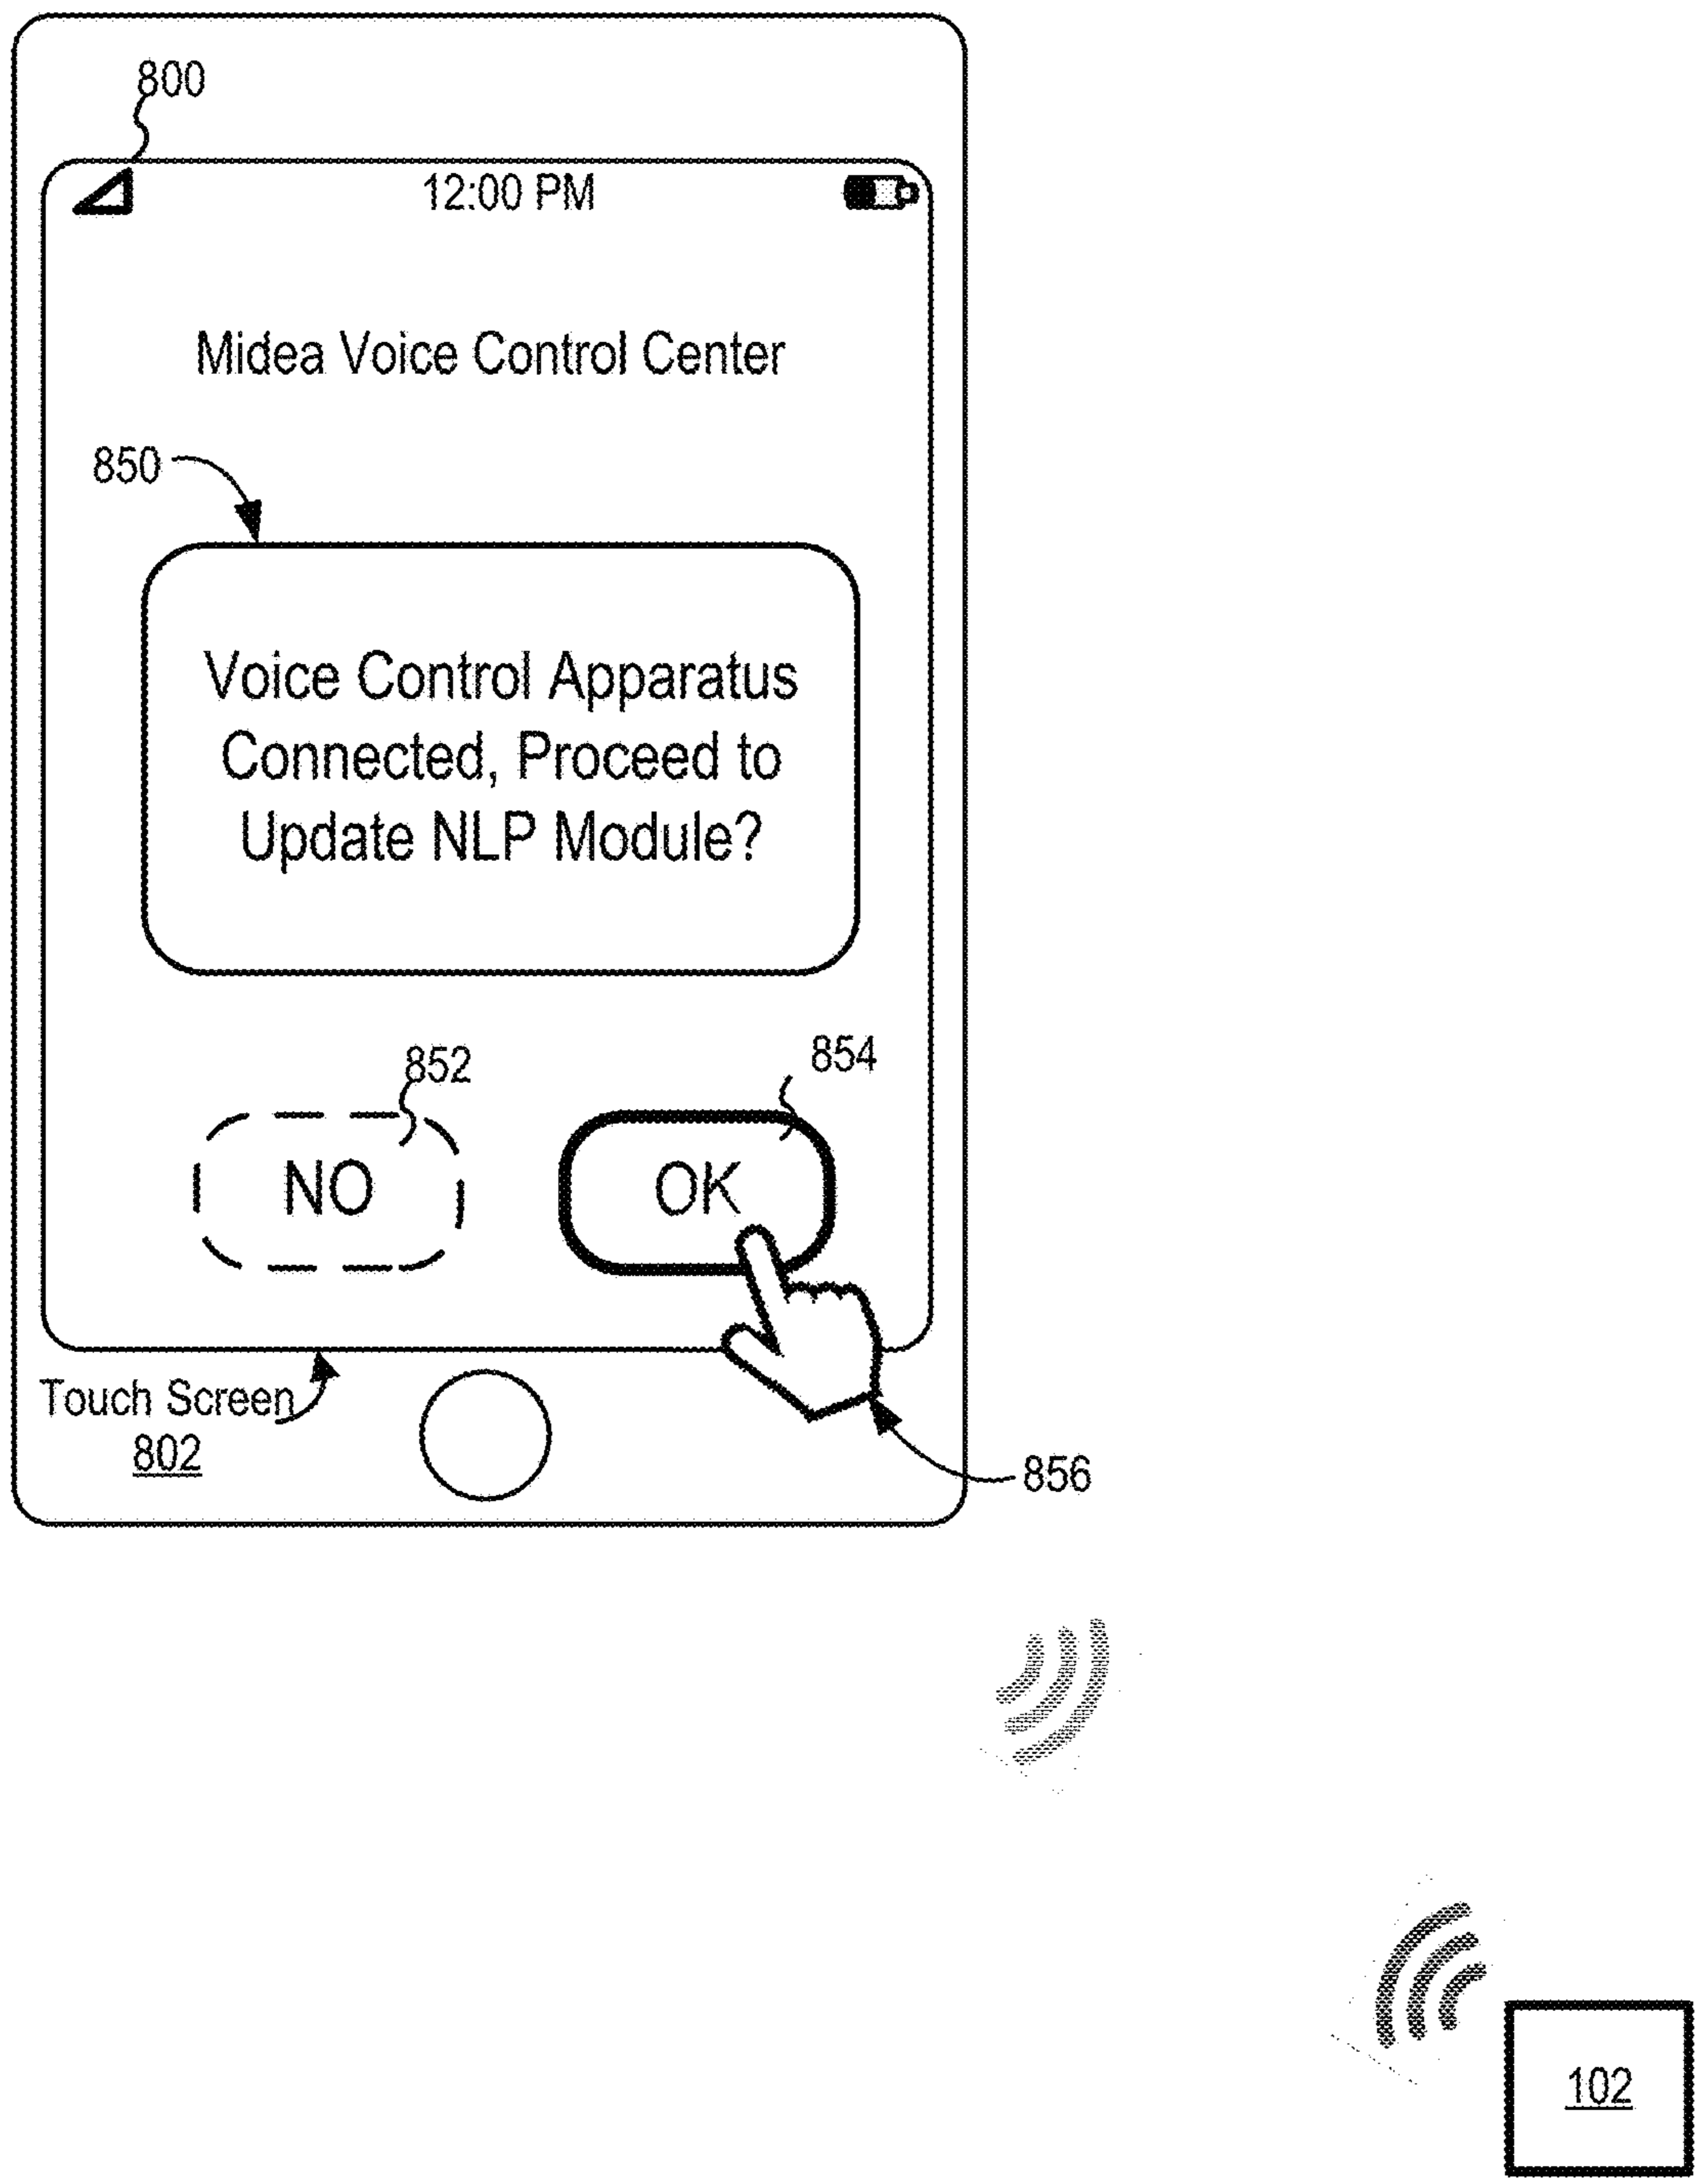 800
12:00 PM
Midea Voice Control Center
850
Voice Control Apparatus
Connected, Proceed to
Update NLP Module?
852
854
NO
OK
Touch Screen
802
856
102